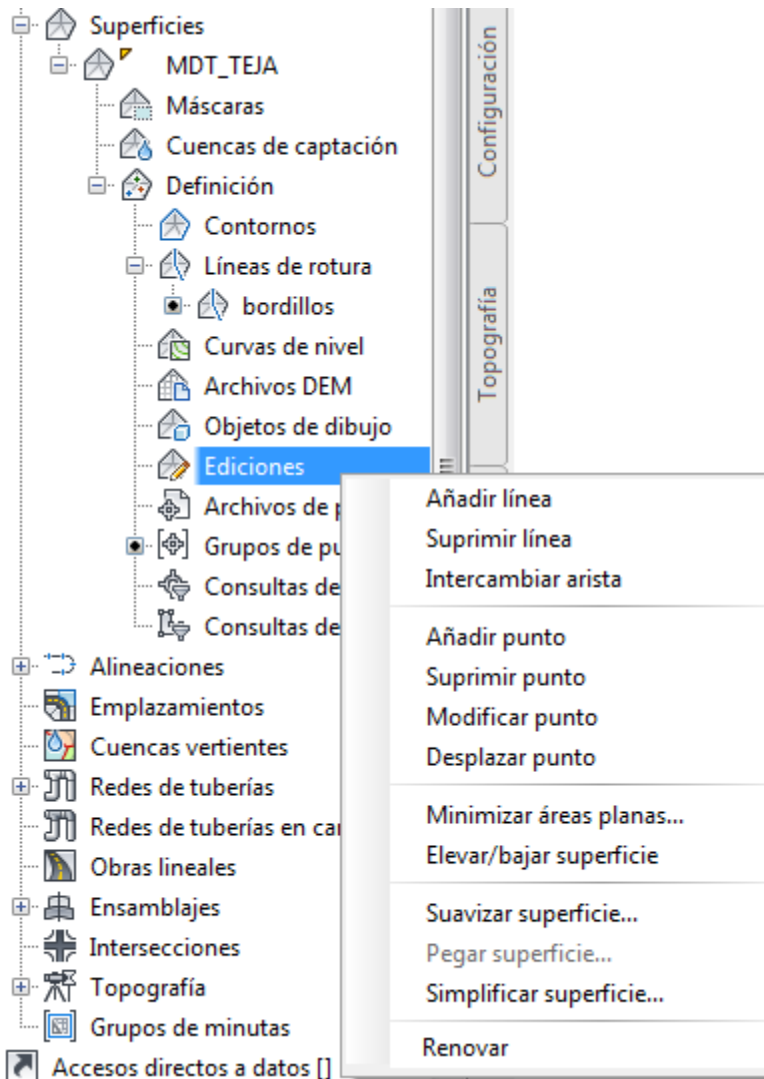 Superficies
MDT_TEJA
Máscaras
Cuencas de captación
Definición
Contornos
Líneas de rotura
bordillos
Curvas de nivel
Archivos DEM
Objetos de dibujo
Ediciones
Archivos de
Grupos de
Consultas de
Consultas de
Alineaciones
Emplazamientos
Cuencas vertientes
Redes de tuberías
Redes de tuberías en
Obras lineales
Ensamblajes
Intersecciones
Topografía
Grupos de minutas
Accesos directos a datos []
Configuración
Topografía
Añadir línea
Suprimir línea
Intercambiar arista
Añadir punto
Suprimir punto
Modificar punto
Desplazar punto
Minimizar áreas planas...
Elevar/bajar superficie
Suavizar superficie...
Pegar superficie...
Simplificar superficie...
Renovar